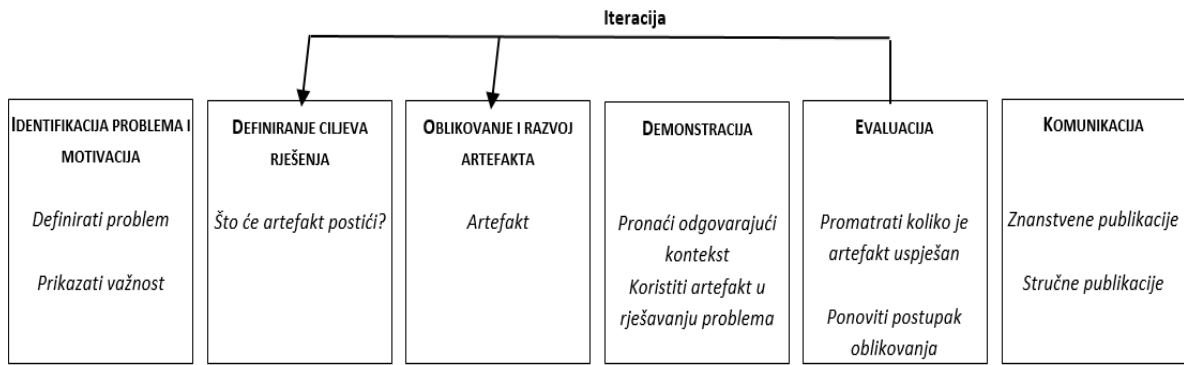 Iteracija
IDENTIFIKACIJA PROBLEMA I
MOTIVACIJA
Definirati problem
Prikazati važnost
DEFINIRANJE CILJEVA
RJEŠENJA
Što će artefakt postići?
OBLIKOVANJE I RAZVOJ
ARTEFAKTA
Artefakt
DEMONSTRACIJA
Pronaći odgovarajući
kontekst
Koristiti artefakt u
rješavanju problema
EVALUACIJA
Promatrati koliko je
artefakt uspješan
Ponoviti postupak
oblikovanja
KOMUNIKACIJA
Znanstvene publikacije
Stručne publikacije